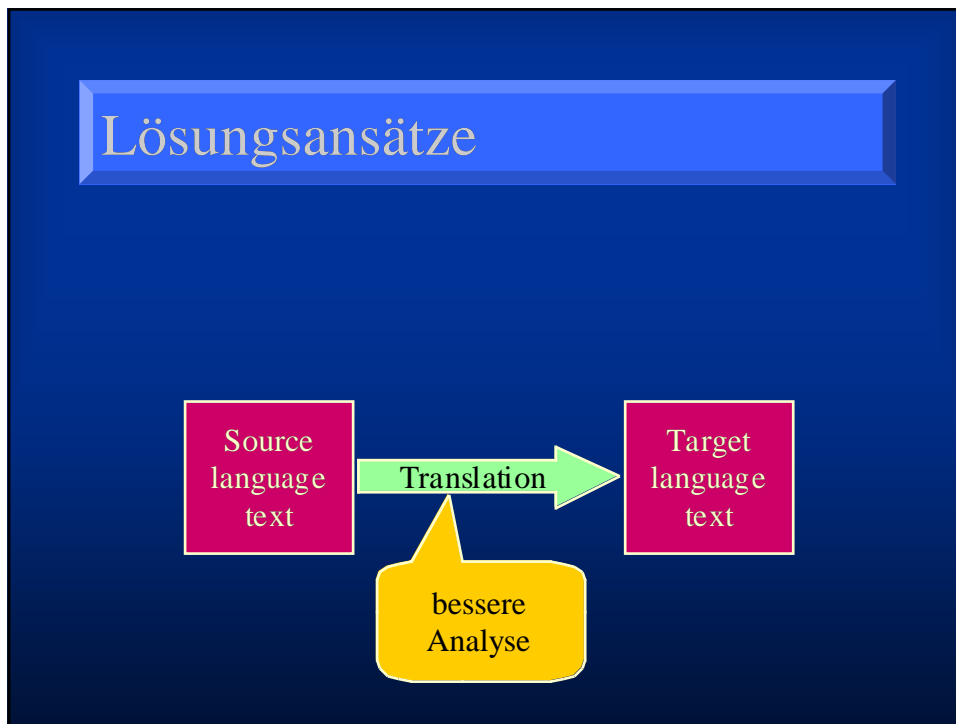 Lösungsansätze
Source
language
text
Translation
Target
language
text
bessere
Analyse